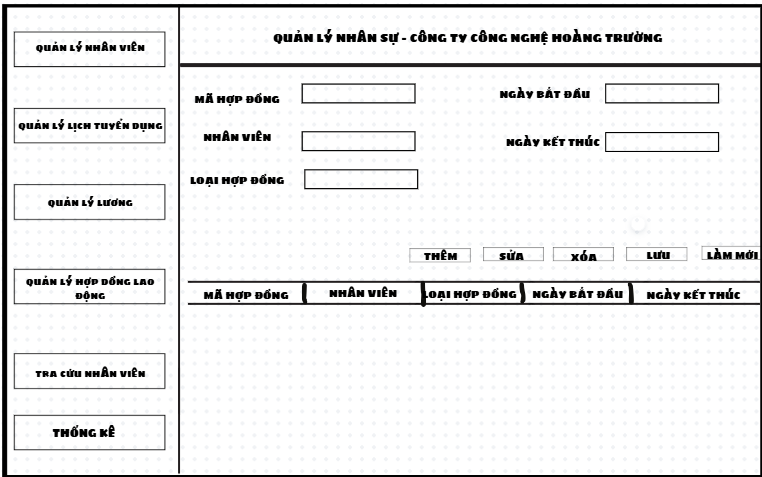 QUẢN LÝ NHÂN SỰ - CÔNG TY CÔNG NGHỆ HOÀNG TRƯỜNG
QUẢN LÝ NHÂN VIÊN
QUẢN LÝ LỊCH TUYỂN DỤNG
QUẢN LÝ LƯƠNG
QUẢN LÝ HỢP ĐỒNG LAO
ĐỘNG
TRA CỨU NHÂN VIÊN
THỐNG KÊ
MÃ HỢP ĐỒNG
NGÀY BẮT ĐẦU
NHÂN VIÊN
NGÀY KẾT THÚC
LOẠI HỢP ĐỒNG
THÊM SỬA XÓA LƯU LÀM MỚI
MÃ HỢP ĐỒNG NHÂN VIÊN LOẠI HỢP ĐỒNG NGÀY BẮT ĐẦU NGÀY KẾT THÚC